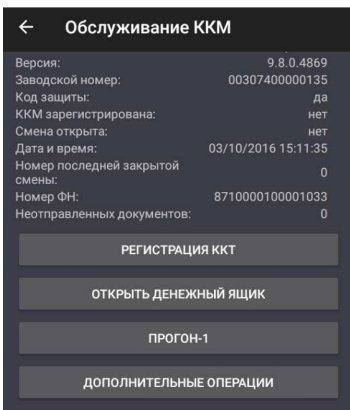 ← Обслуживание ККМ
Версия: 9.8.0.4869
Заводской номер: 00307400000135
Код защиты: да
ККМ зарегистрирована: нет
Смена открыта: нет
Дата и время: 03/10/2016 15:11:35
Номер последней закрытой
смены: 0
Номер ФН: 8710000100001033
Неотправленных документов: 0
РЕГИСТРАЦИЯ ККТ
ОТКРЫТЬ ДЕНЕЖНЫЙ ЯЩИК
ПРОГОН-1
ДОПОЛНИТЕЛЬНЫЕ ОПЕРАЦИИ